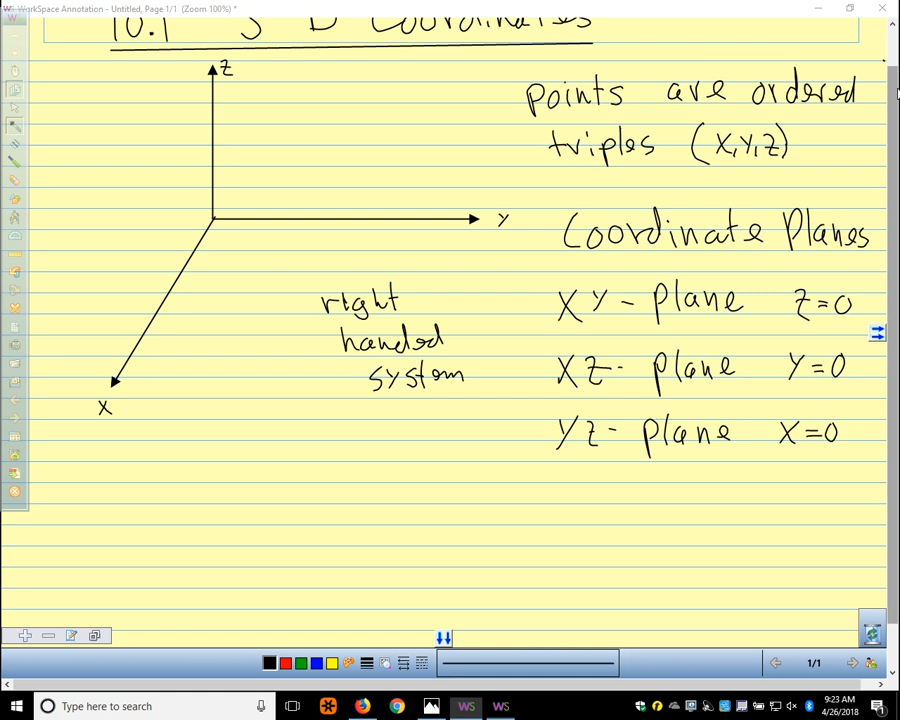 WorkSpace Annotation - Untitled, Page 1/1 (Zoom 100%) *
10.1 3-D Coordinates
z
y
x
right
handed
system
points are ordered
triples (x,y,z)
Coordinate Planes
XY- plane z=0
XZ- plane y=0
YZ- plane x=0
1/1
Type here to search
WS
WS
9:23 AM
4/26/2018